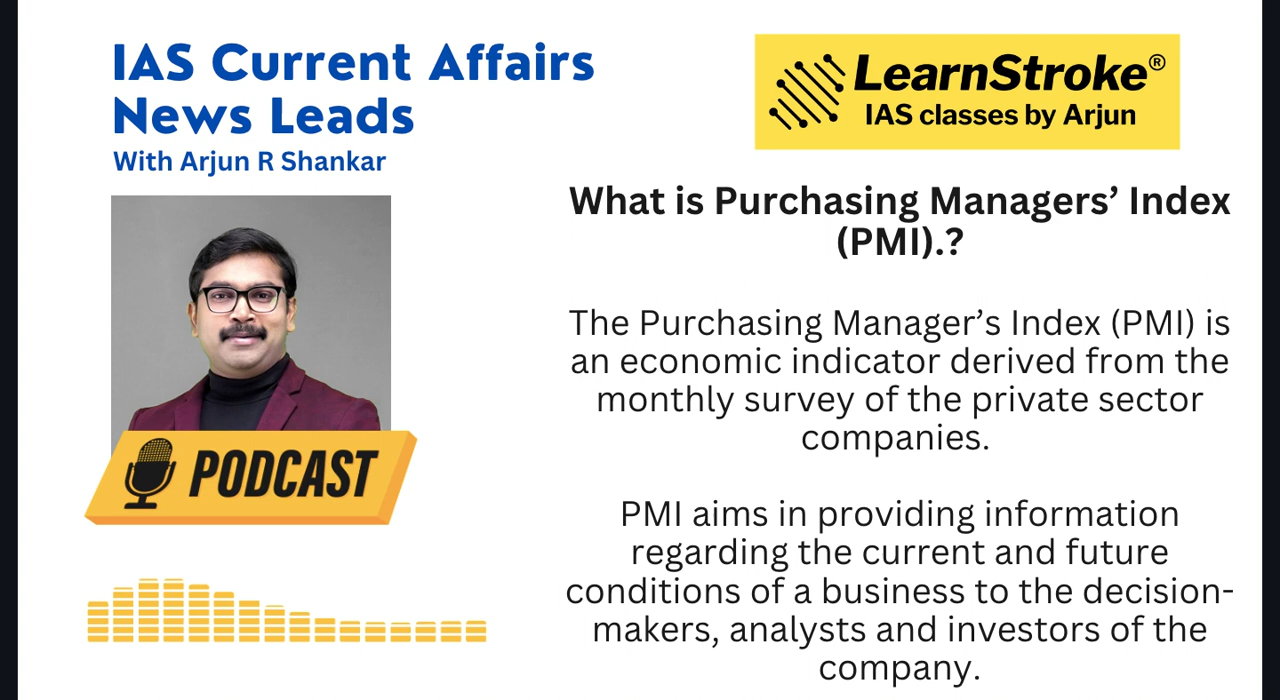 IAS Current Affairs
News Leads
With Arjun R Shankar
LearnStroke®
IAS classes by Arjun
What is Purchasing Managers’ Index
(PMI).?
The Purchasing Manager’s Index (PMI) is
an economic indicator derived from the
monthly survey of the private sector
companies.
PMI aims in providing information
regarding the current and future
conditions of a business to the decision-
makers, analysts and investors of the
company.
PODCAST